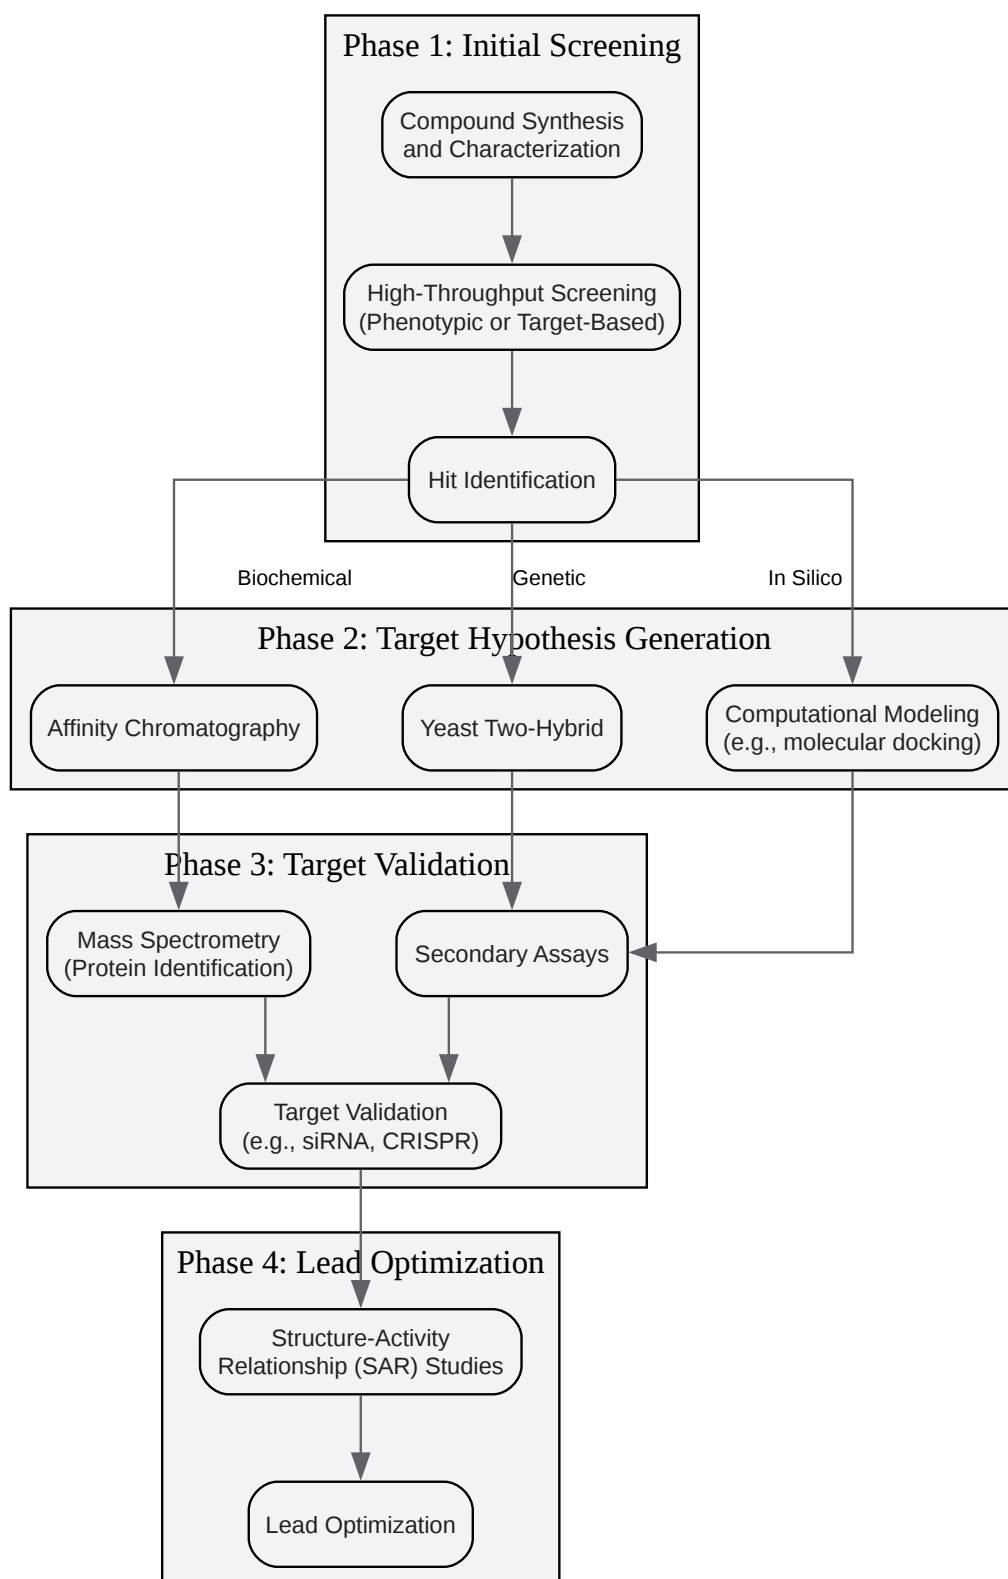 Phase 1: Initial Screening
Compound Synthesis
and Characterization
High-Throughput Screening
(Phenotypic or Target-Based)
Hit Identification
Biochemical
Genetic
In Silico
Phase 2: Target Hypothesis Generation
Affinity Chromatography
Yeast Two-Hybrid
Computational Modeling
(e.g., molecular docking)
Phase 3: Target Validation
Mass Spectrometry
(Protein Identification)
Secondary Assays
Target Validation
(e.g., siRNA, CRISPR)
Phase 4: Lead Optimization
Structure-Activity
Relationship (SAR) Studies
Lead Optimization